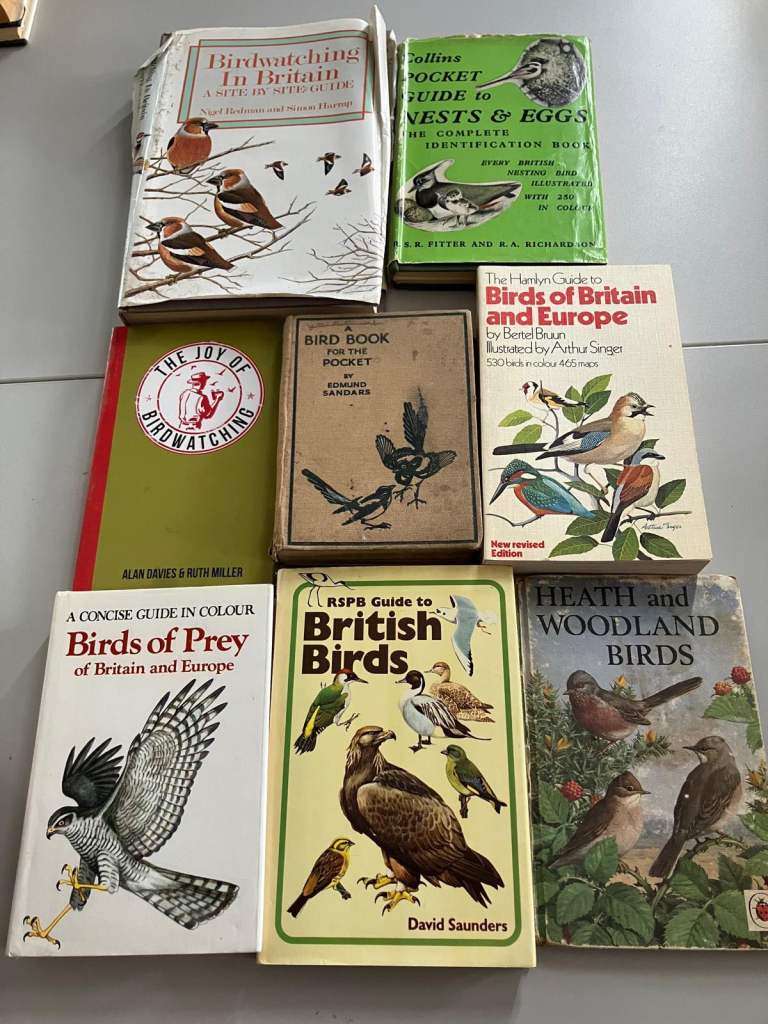 Birdwatching
In Britain
A SITE BY SITE GUIDE
Nigel Redman and Simon Harrap
Collins
POCKET
GUIDE to
NESTS & EGGS
THE COMPLETE
IDENTIFICATION BOOK
EVERY BRITISH
NESTING BIRD
ILLUSTRATED
WITH 250
IN COLOUR
R.S.R. FITTER AND R.A. RICHARDSON
THE JOY OF
BIRDWATCHING
ALAN DAVIES & RUTH MILLER
A
BIRD BOOK
FOR THE
POCKET
BY
EDMUND
SANDARS
The Hamlyn Guide to
Birds of Britain
and Europe
by Bertel Bruun
Illustrated by Arthur Singer
530 birds in colour 465 maps
Arthur Singer
New revised
Edition
A CONCISE GUIDE IN COLOUR
Birds of Prey
of Britain and Europe
RSPB Guide to
British
Birds
David Saunders
HEATH and
WOODLAND
BIRDS